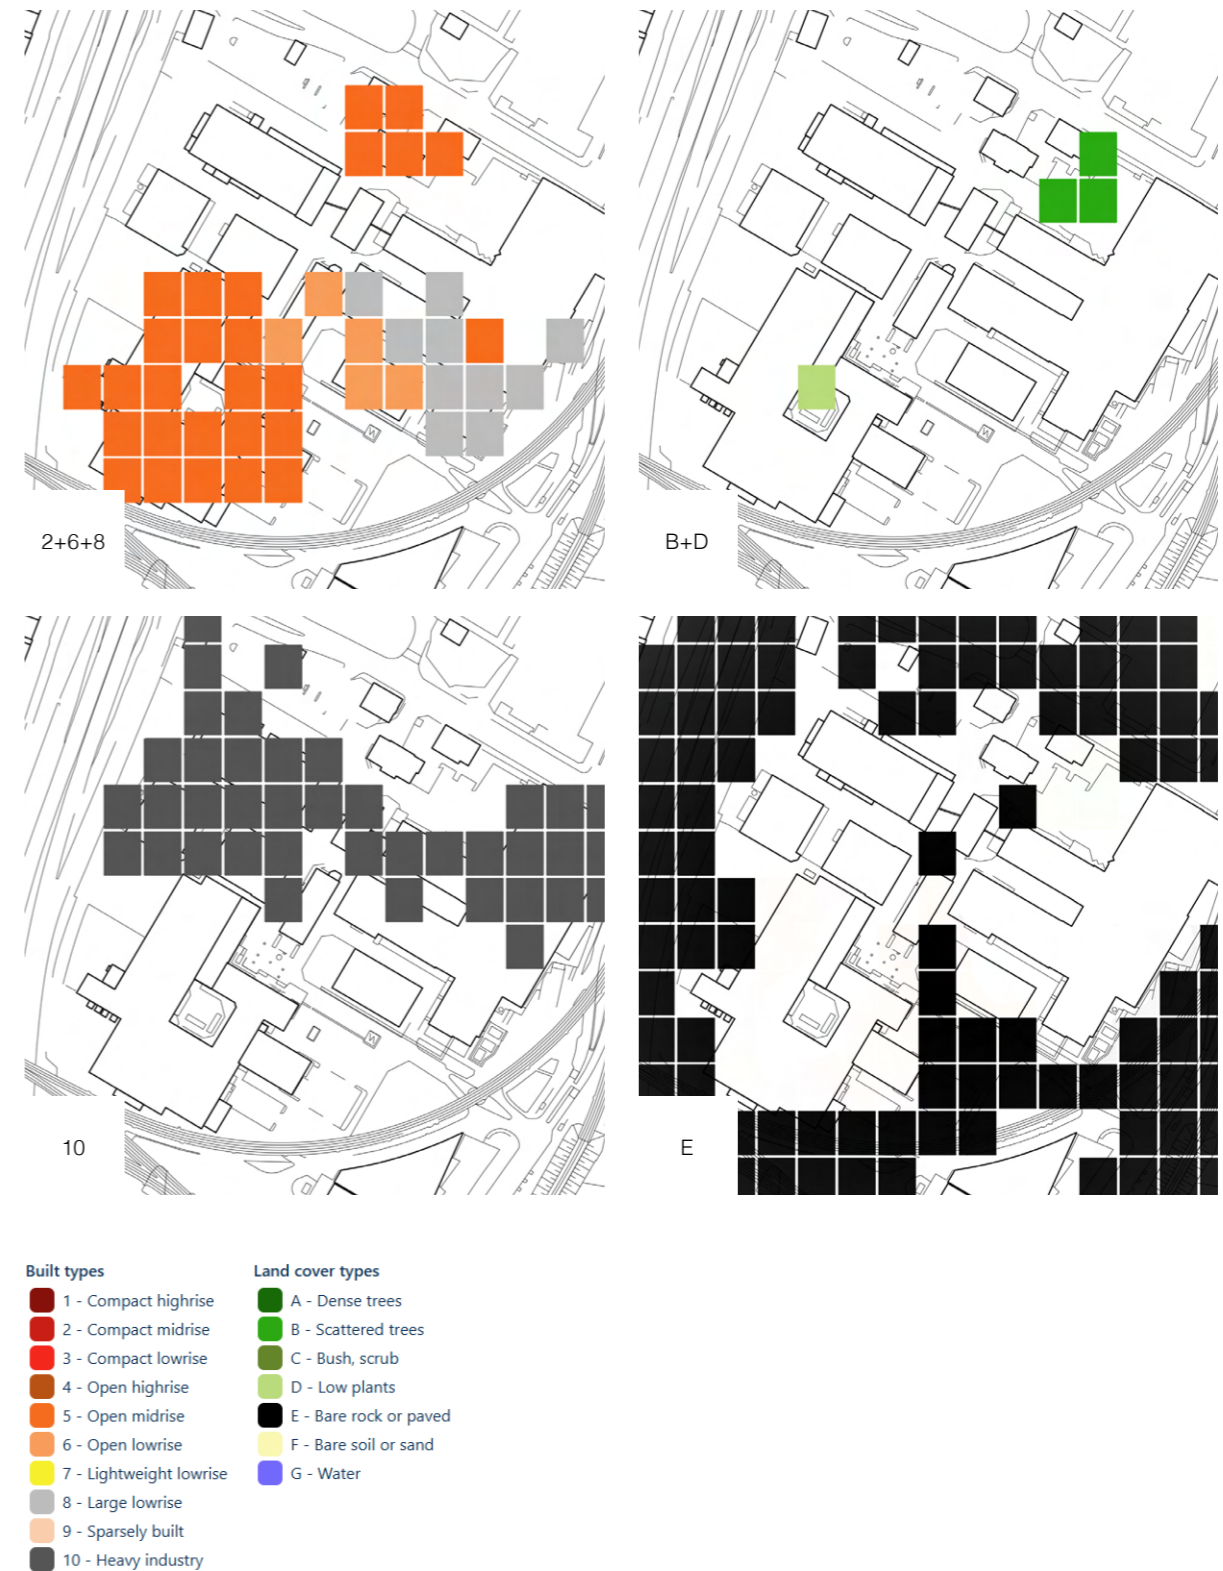 2+6+8
B+D
10
E
Built types
1 - Compact highrise
2 - Compact midrise
3 - Compact lowrise
4 - Open highrise
5 - Open midrise
6 - Open lowrise
7 - Lightweight lowrise
8 - Large lowrise
9 - Sparsely built
10 - Heavy industry
Land cover types
A - Dense trees
B - Scattered trees
C - Bush, scrub
D - Low plants
E - Bare rock or paved
F - Bare soil or sand
G - Water